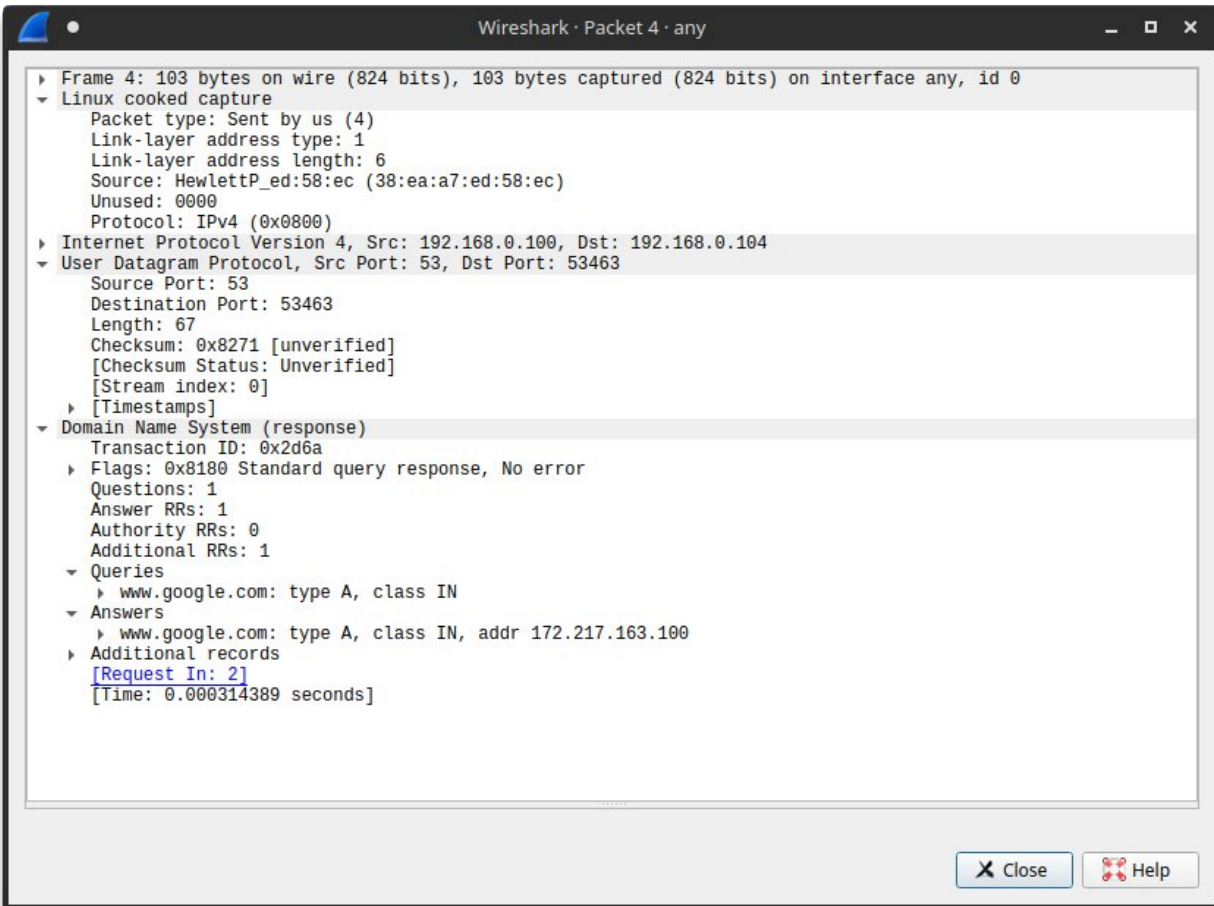 Wireshark · Packet 4 · any
Frame 4: 103 bytes on wire (824 bits), 103 bytes captured (824 bits) on interface any, id 0
Linux cooked capture
Packet type: Sent by us (4)
Link-layer address type: 1
Link-layer address length: 6
Source: HewlettP_ed:58:ec (38:ea:a7:ed:58:ec)
Unused: 0000
Protocol: IPv4 (0x0800)
Internet Protocol Version 4, Src: 192.168.0.100, Dst: 192.168.0.104
User Datagram Protocol, Src Port: 53, Dst Port: 53463
Source Port: 53
Destination Port: 53463
Length: 67
Checksum: 0x8271 [unverified]
[Checksum Status: Unverified]
[Stream index: 0]
[Timestamps]
Domain Name System (response)
Transaction ID: 0x2d6a
Flags: 0x8180 Standard query response, No error
Questions: 1
Answer RRs: 1
Authority RRs: 0
Additional RRs: 1
Queries
www.google.com: type A, class IN
Answers
www.google.com: type A, class IN, addr 172.217.163.100
Additional records
[Request In: 2]
[Time: 0.000314389 seconds]
Close Help